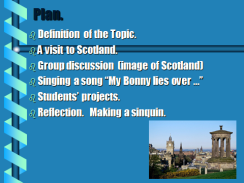 Plan.
Definition of the Topic.
A visit to Scotland.
Group discussion (image of Scotland)
Singing a song “My Bonny lies over ...”
Students’ projects.
Reflection. Making a sinquin.